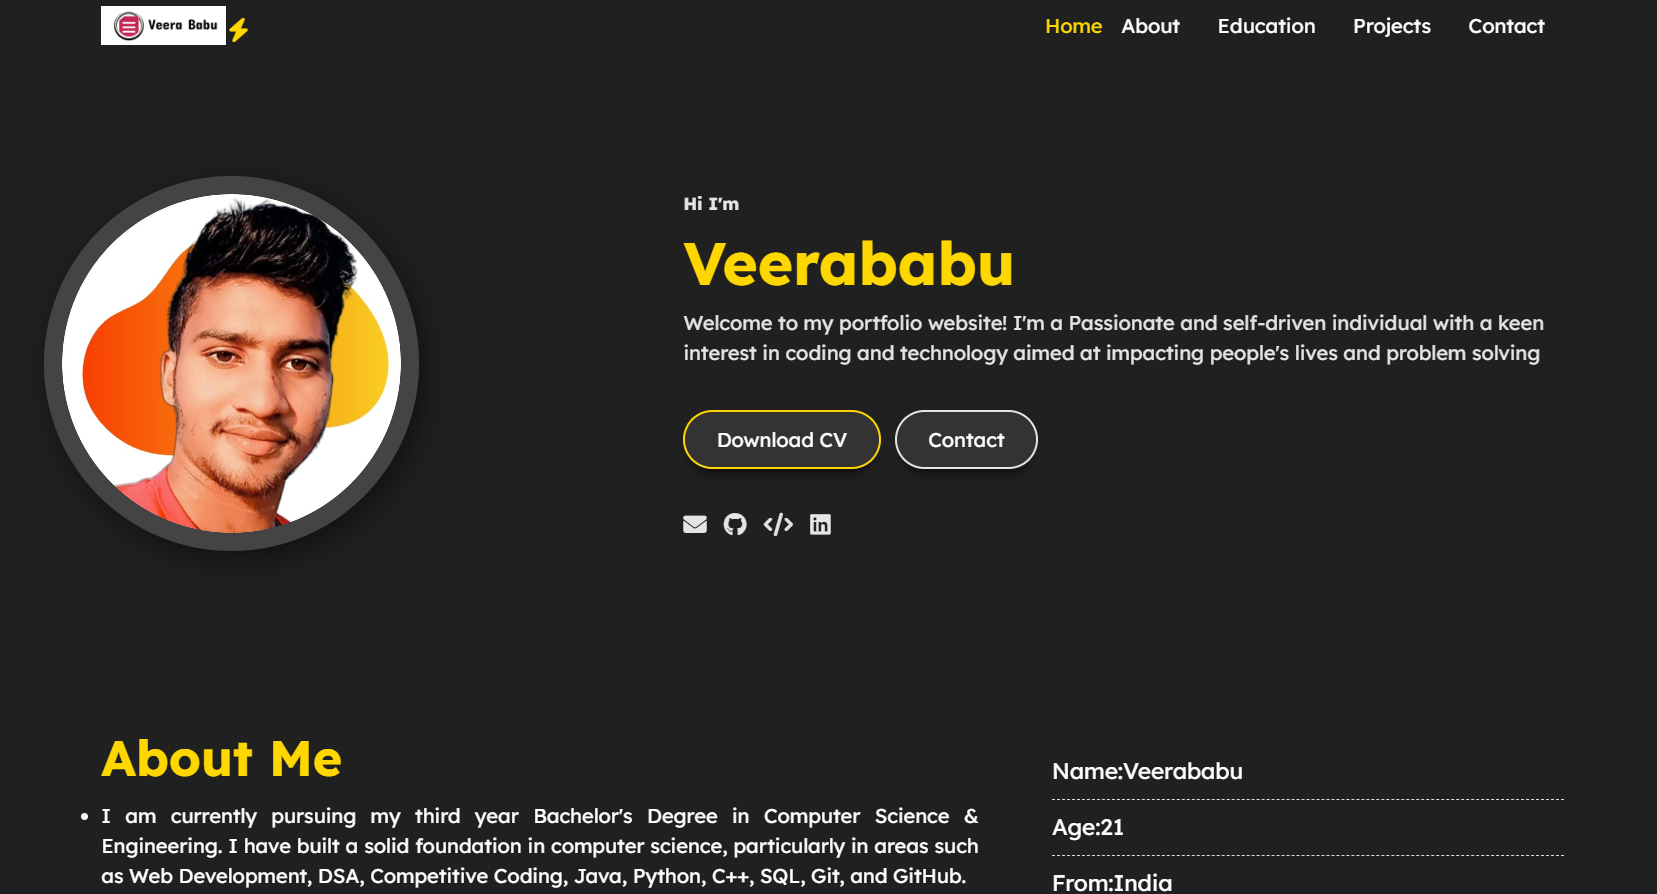 Veera Babu
Home About Education Projects Contact
Hi I'm
Veerababu
Welcome to my portfolio website! I'm a Passionate and self-driven individual with a keen
interest in coding and technology aimed at impacting people's lives and problem solving
Download CV Contact
About Me
I am currently pursuing my third year Bachelor's Degree in Computer Science &
Engineering. I have built a solid foundation in computer science, particularly in areas such
as Web Development, DSA, Competitive Coding, Java, Python, C++, SQL, Git, and GitHub.
Name:Veerababu
Age:21
From:India